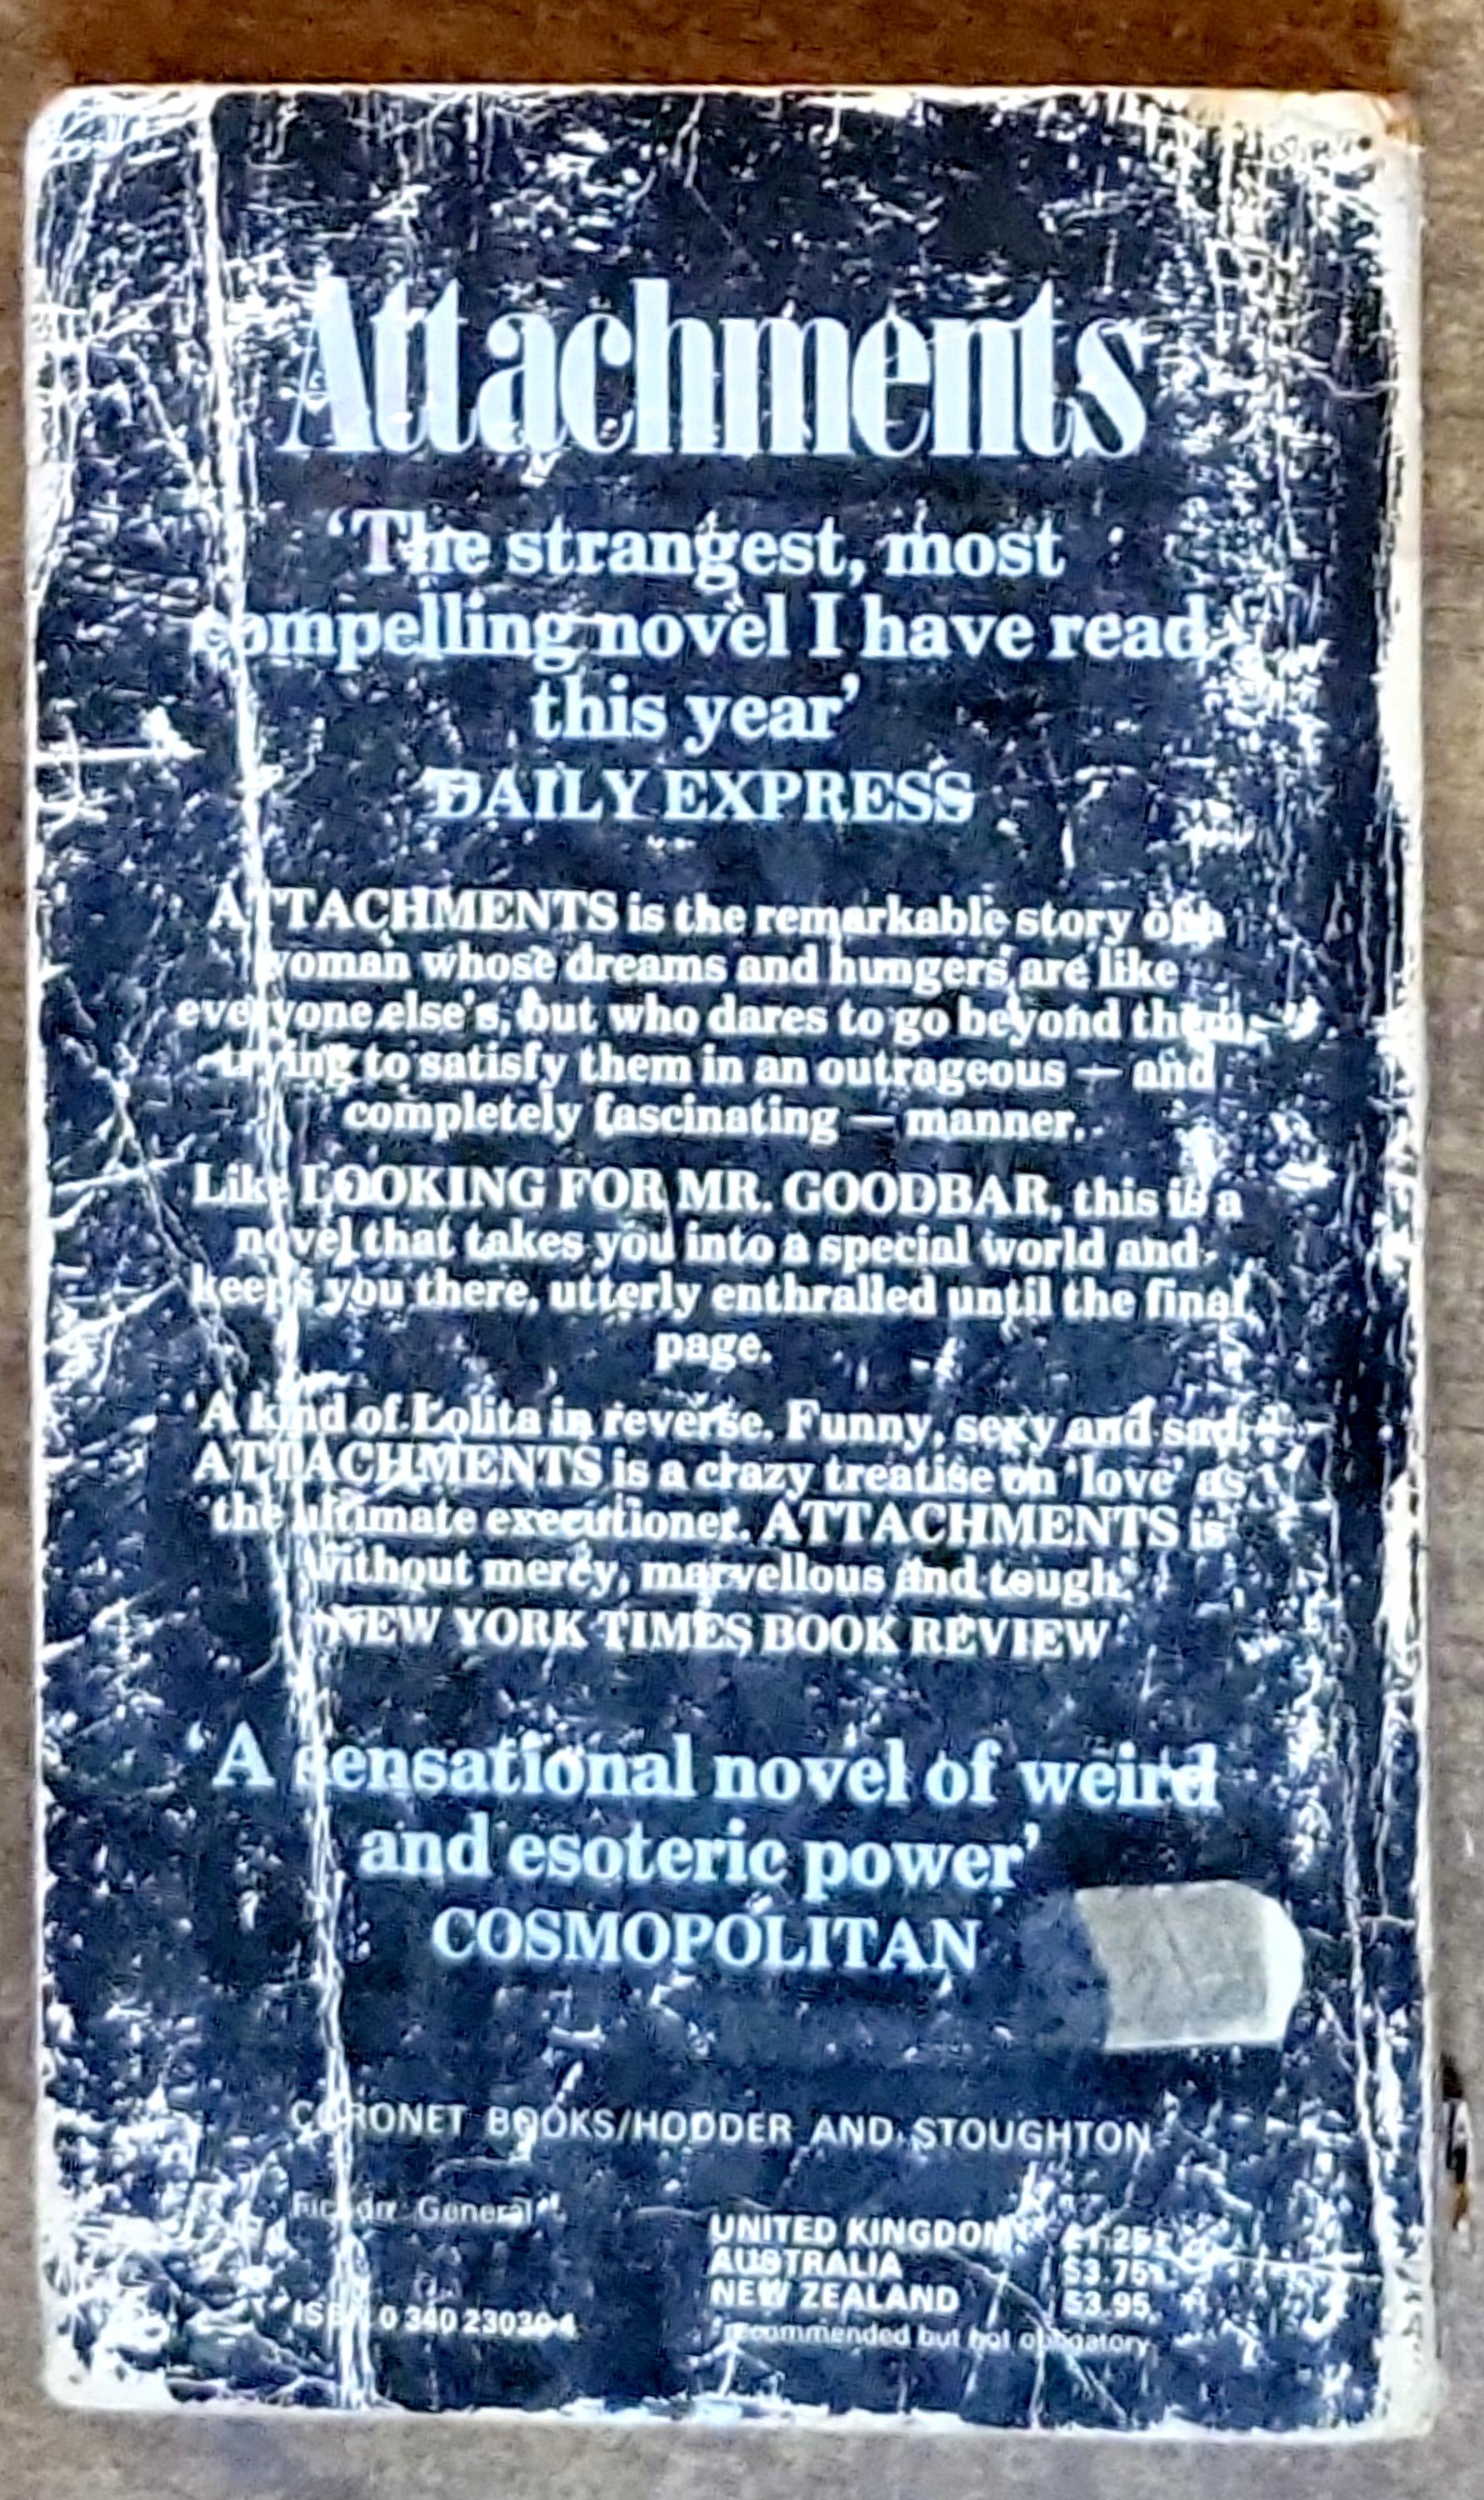 Attachments
'The strangest, most
compelling novel I have read
this year'
DAILY EXPRESS
ATTACHMENTS is the remarkable story of a
woman whose dreams and hungers are like
everyone else's, but who dares to go beyond them,
trying to satisfy them in an outrageous — and
completely fascinating — manner.
Like LOOKING FOR MR. GOODBAR, this is a
novel that takes you into a special world and
keeps you there, utterly enthralled until the final
page.
'A kind of Lolita in reverse. Funny, sexy and sad,
ATTACHMENTS is a crazy treatise on 'love' as
the ultimate executioner. ATTACHMENTS is
without mercy, marvellous and tough.'
NEW YORK TIMES BOOK REVIEW
'A sensational novel of weird
and esoteric power'
COSMOPOLITAN
CORONET BOOKS/HODDER AND STOUGHTON
Fiction General
UNITED KINGDOM £1.25
AUSTRALIA $3.75*
NEW ZEALAND $3.95
ISBN 0 340 23030 4
*recommended but not obligatory